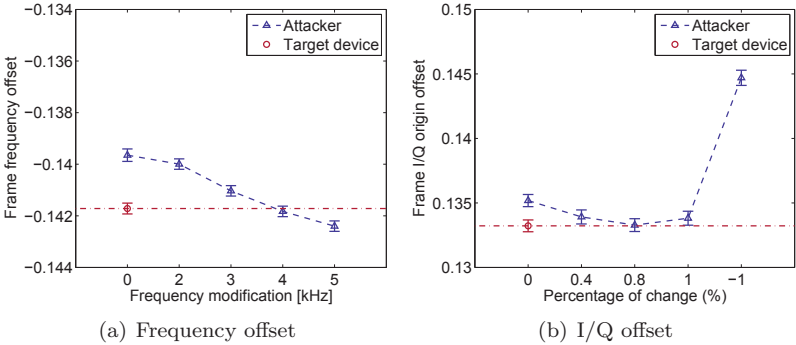 −0.134
−0.136
−0.138
−0.14
−0.142
−0.144
Frame frequency offset
Attacker
Target device
0 2 3 4 5
Frequency modification [kHz]
(a) Frequency offset
0.15
0.145
0.14
0.135
0.13
Frame I/Q origin offset
Attacker
Target device
0 0.4 0.8 1 −1
Percentage of change (%)
(b) I/Q offset